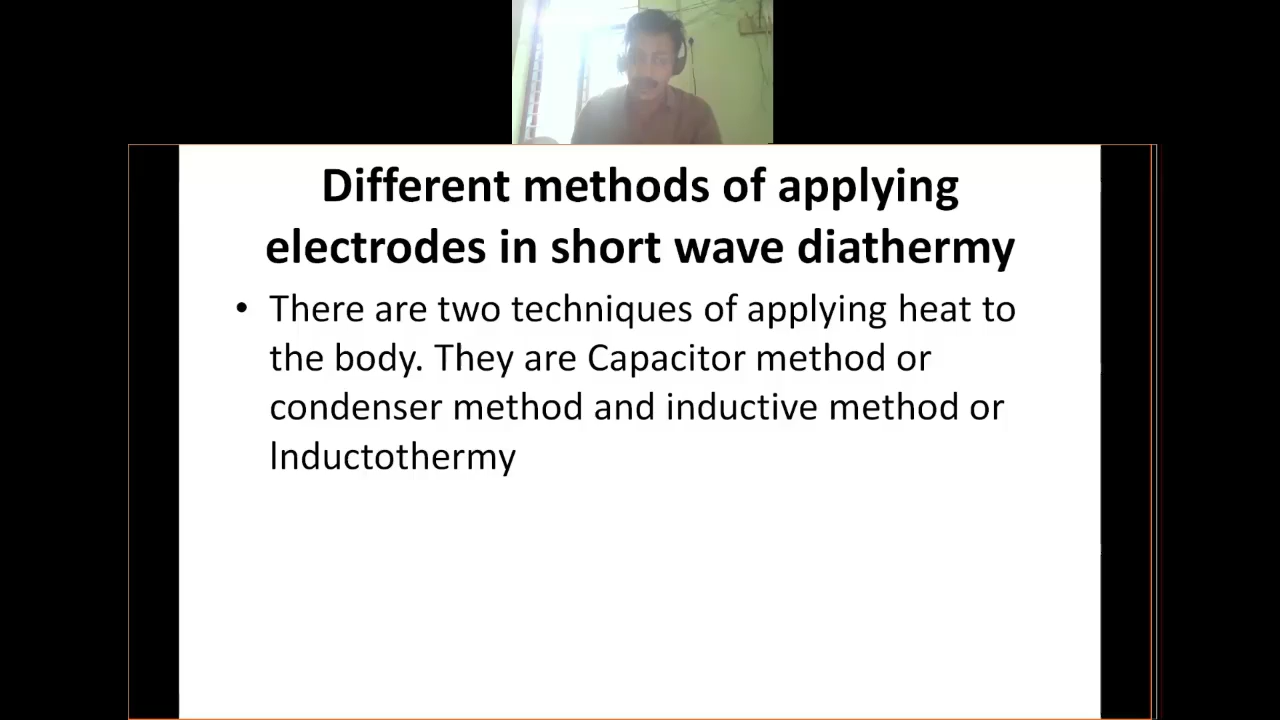 Different methods of applying
electrodes in short wave diathermy
• There are two techniques of applying heat to
the body. They are Capacitor method or
condenser method and inductive method or
Inductothermy